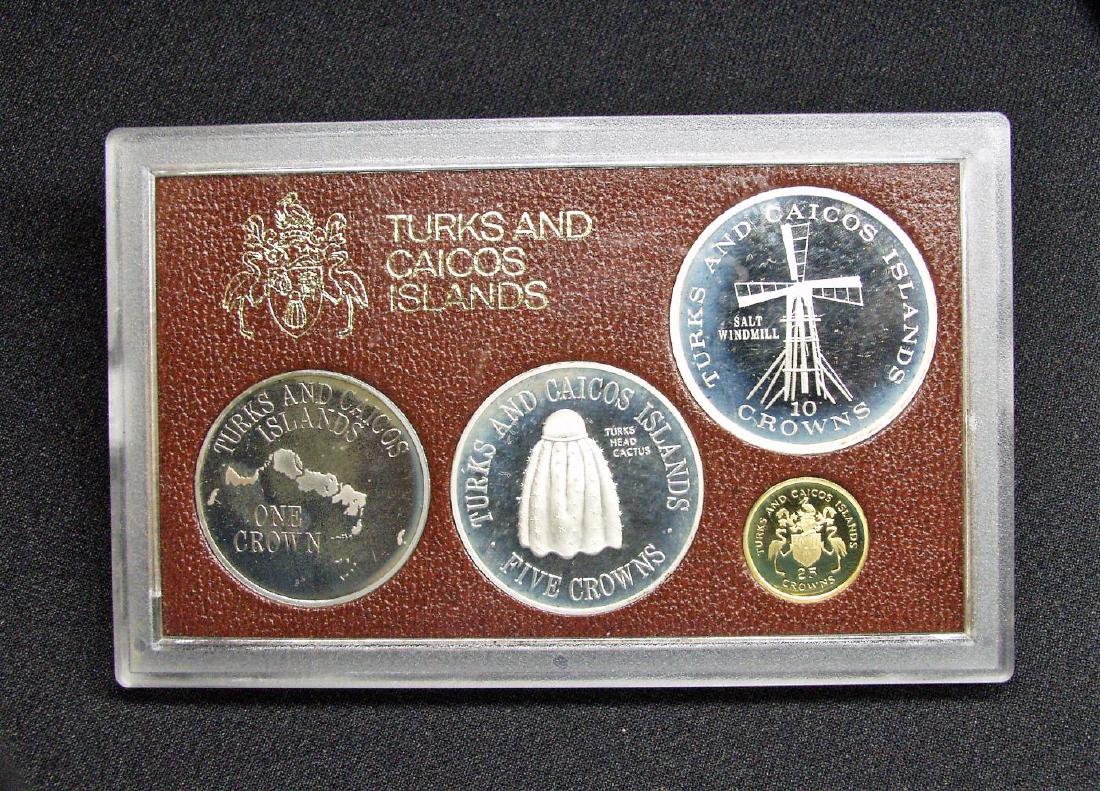 TURKS AND
CAICOS
ISLANDS
TURKS AND CAICOS ISLANDS
SALT
WINDMILL
10
CROWNS
TURKS AND CAICOS
ISLANDS
ONE
CROWN
TURKS AND CAICOS ISLANDS
TURKS
HEAD
CACTUS
· FIVE CROWNS ·
TURKS AND CAICOS ISLANDS
25
CROWNS